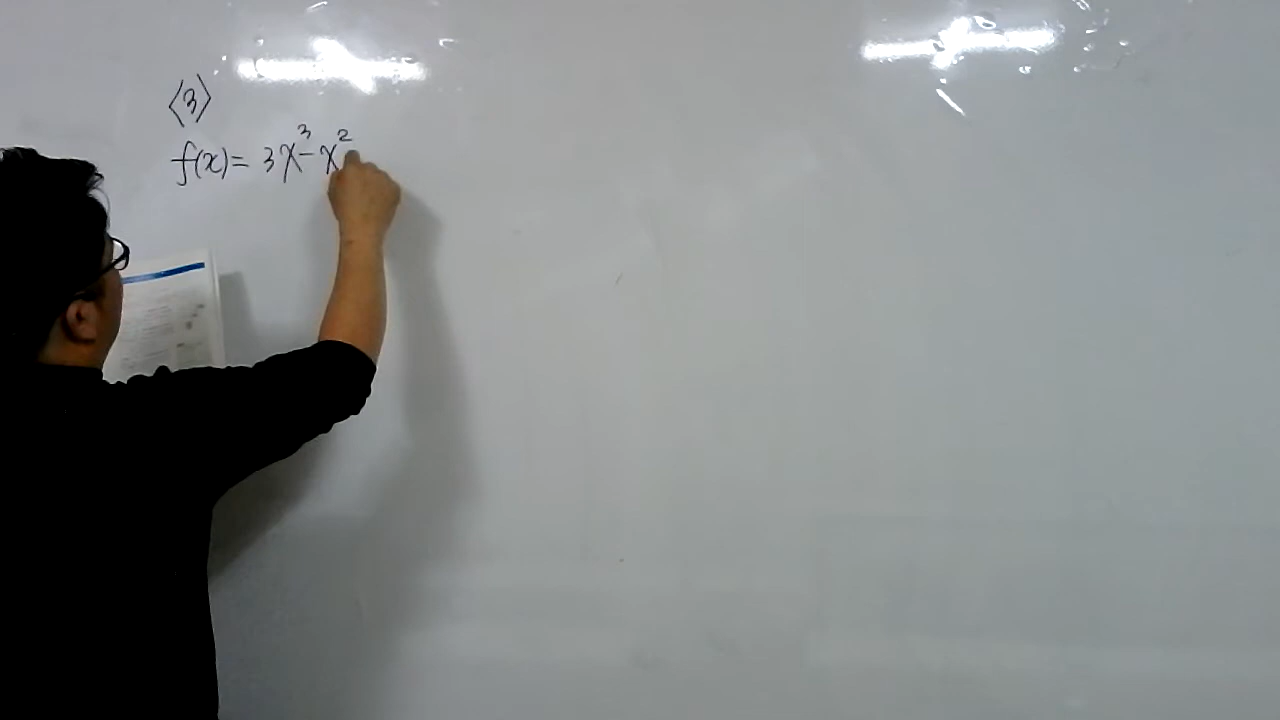 <3>
f(x) = 3x³ - x²